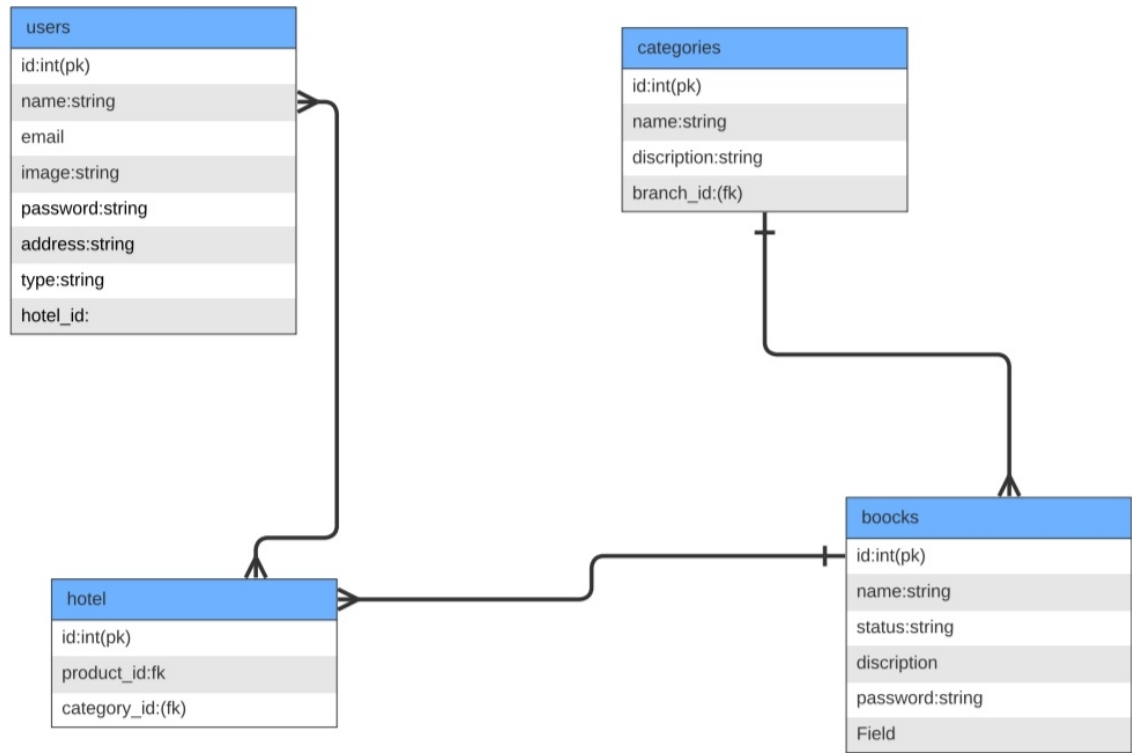 users
id:int(pk)
name:string
email
image:string
password:string
address:string
type:string
hotel_id:
categories
id:int(pk)
name:string
discription:string
branch_id:(fk)
hotel
id:int(pk)
product_id:fk
category_id:(fk)
boocks
id:int(pk)
name:string
status:string
discription
password:string
Field